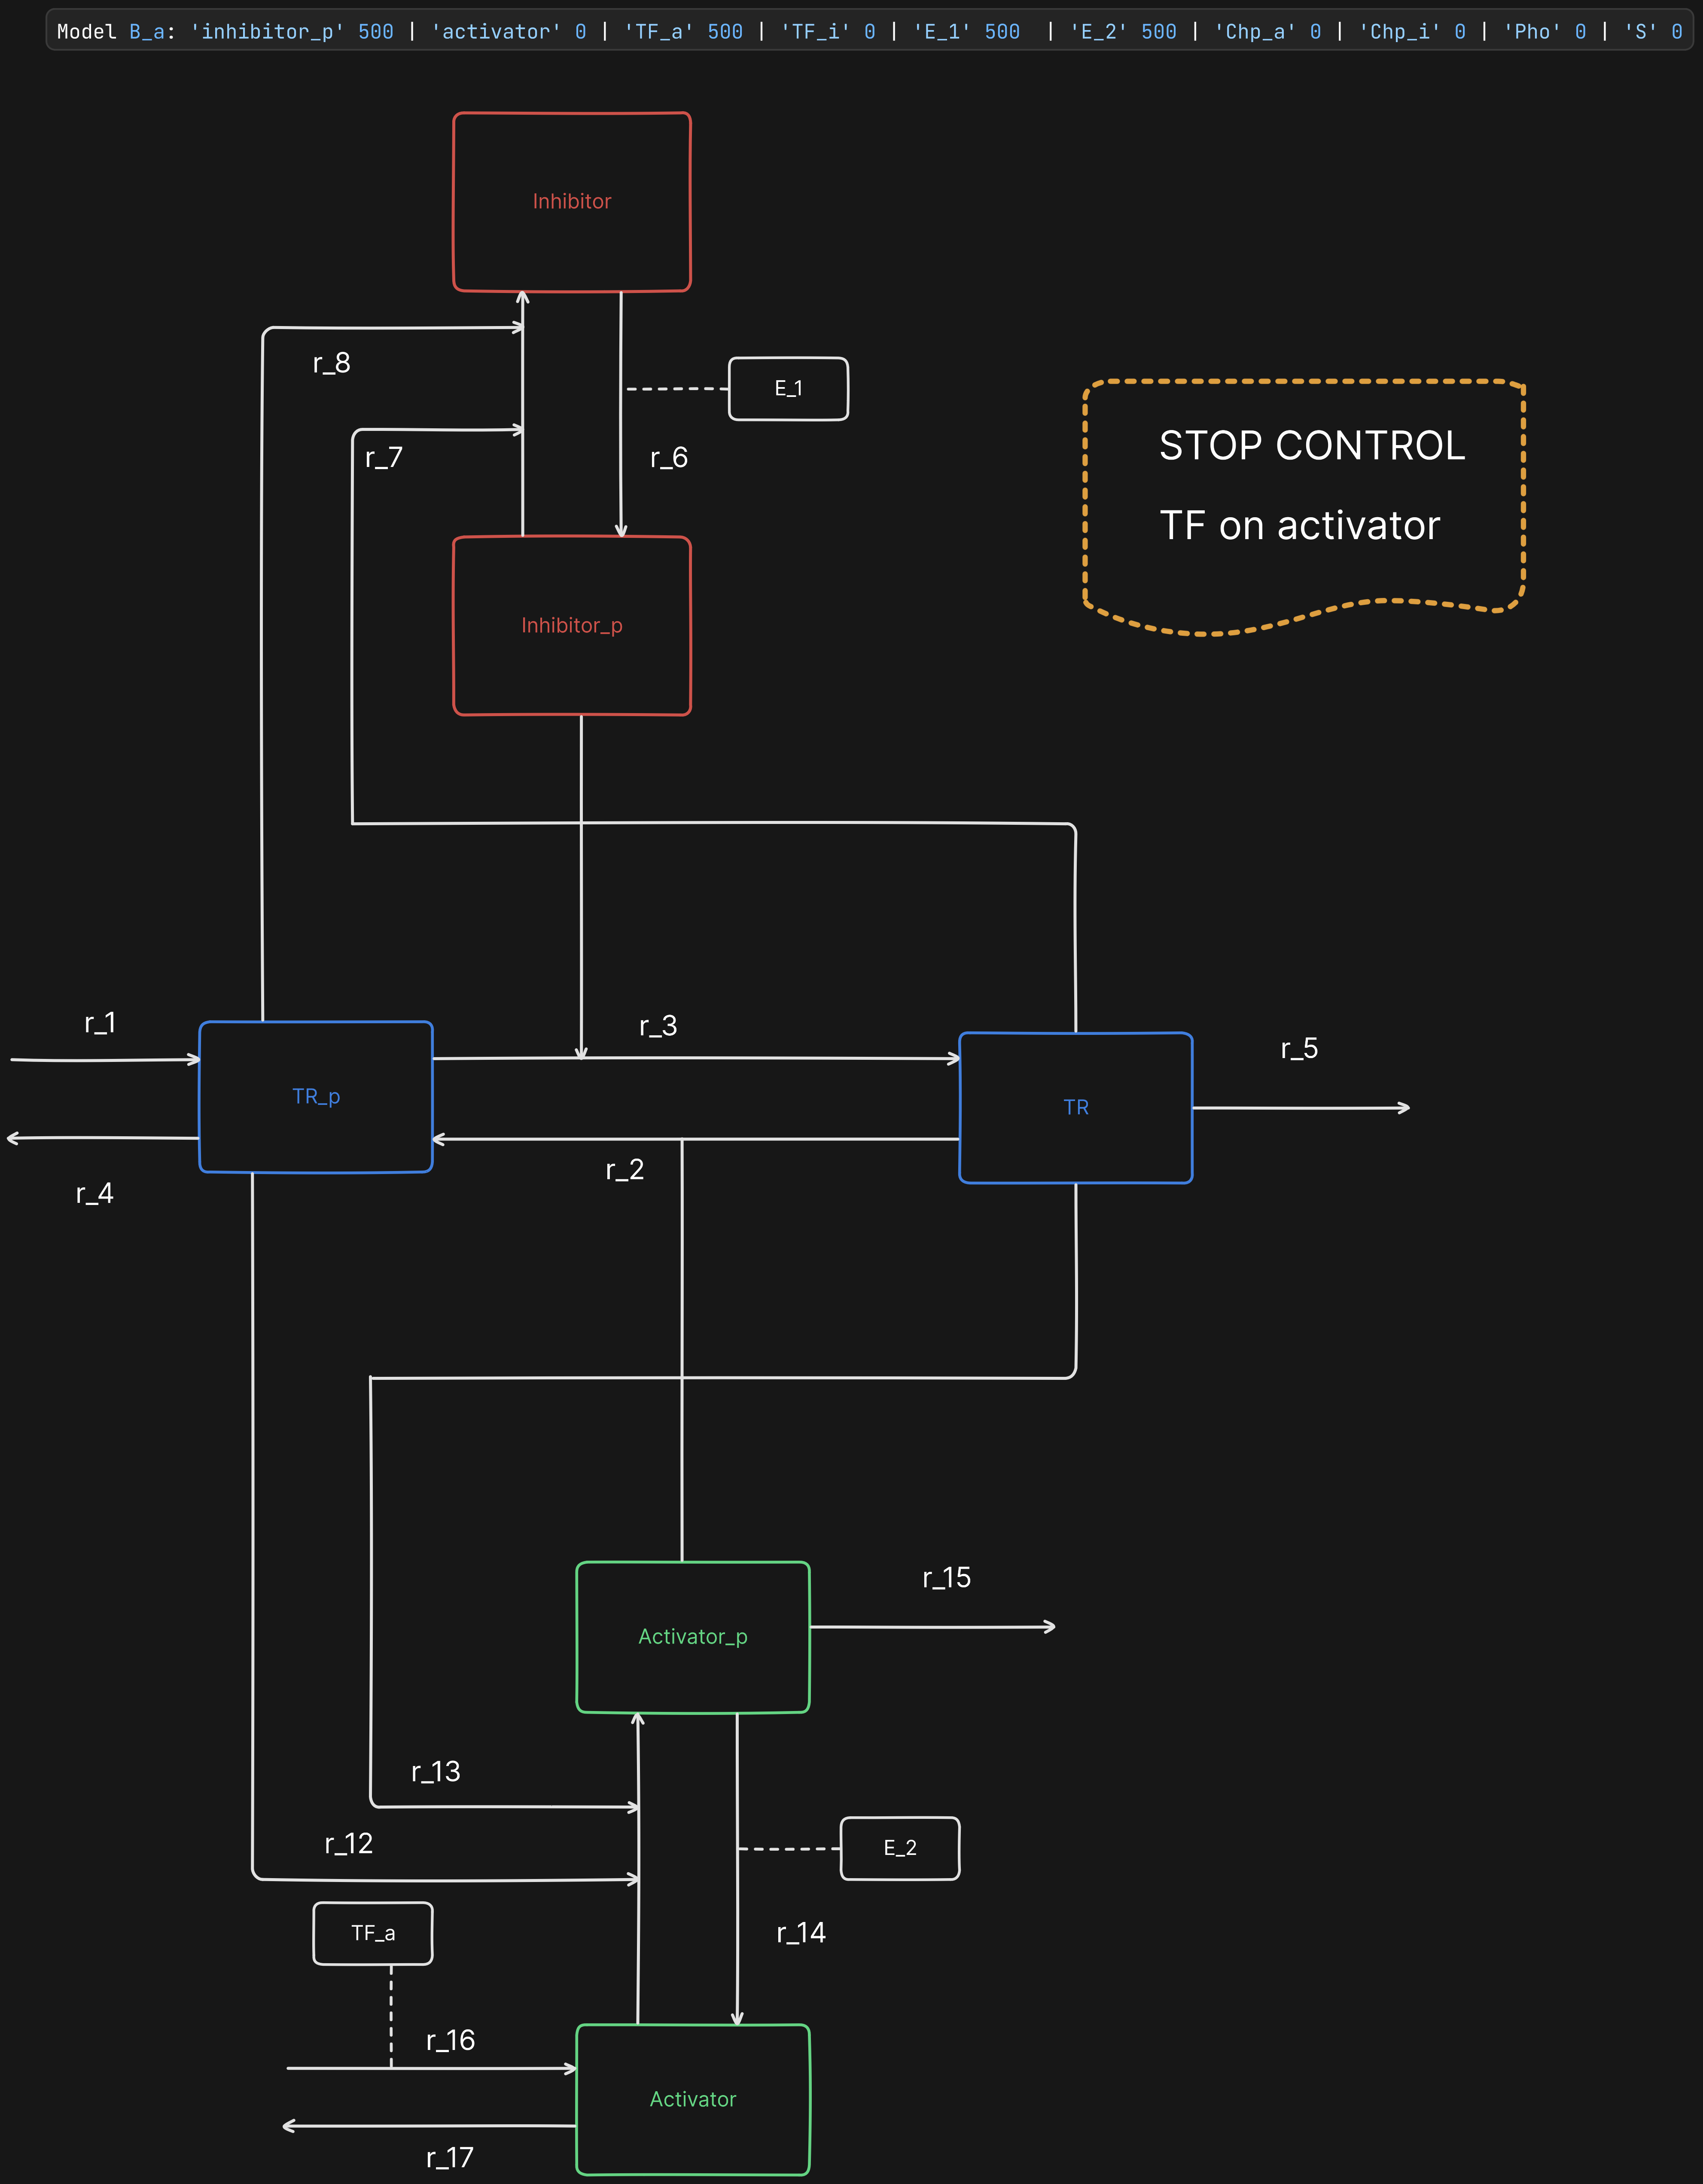 Model B_a: 'inhibitor_p' 500 | 'activator' 0 | 'TF_a' 500 | 'TF_i' 0 | 'E_1' 500 | 'E_2' 500 | 'Chp_a' 0 | 'Chp_i' 0 | 'Pho' 0 | 'S' 0
Inhibitor
r_8
E_1
r_7
r_6
STOP CONTROL
TF on activator
Inhibitor_p
r_1
r_3
r_5
TR_p
TR
r_2
r_4
r_15
Activator_p
r_13
r_12
E_2
TF_a
r_14
r_16
Activator
r_17